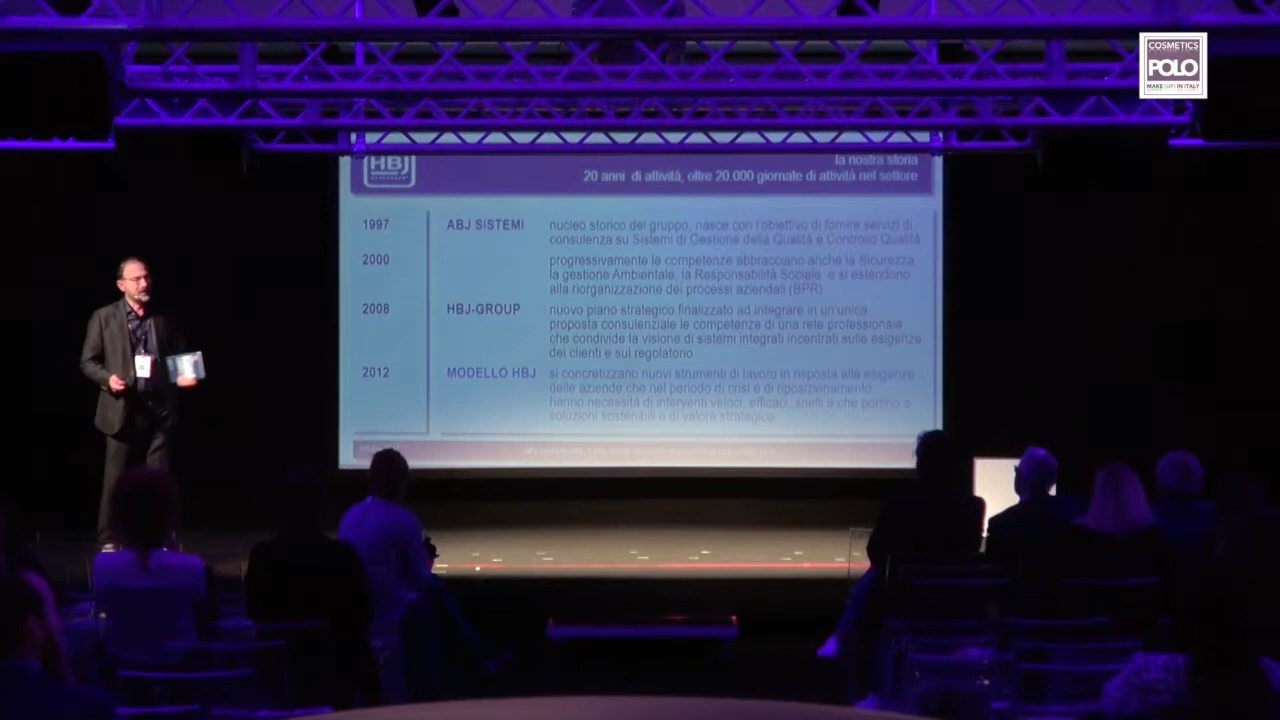 COSMETICS
POLO
MAKE (UP) IN ITALY
HBJ
la nostra storia
20 anni di attività, oltre 20 000 giornate di attività nel settore
1997 ABJ SISTEMI nucleo storico del gruppo, nasce con l'obiettivo di fornire servizi di
consulenza su Sistemi di Gestione della Qualità e Controllo Qualità
2000 progressivamente le competenze abbracciano anche la Sicurezza
la gestione Ambientale, la Responsabilità Sociale e si estendono
alla riorganizzazione dei processi aziendali (BPR)
2008 HBJ-GROUP nuovo piano strategico finalizzato ad integrare in un'unica
proposta consulenziale le competenze di una rete professionale
che condivide la visione di sistemi integrati incentrati sulle esigenze
dei clienti e sul regolatorio
2012 MODELLO HBJ si concretizzano nuovi strumenti di lavoro in risposta alle esigenze
delle aziende che nel periodo di crisi e di riposizionamento
hanno necessità di interventi veloci, efficaci, snelli e che portino a
soluzioni sostenibili e di valore strategico